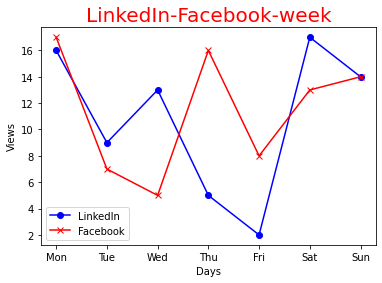 LinkedIn-Facebook-week
Views
16
14
12
10
8
6
4
2
LinkedIn
Facebook
Mon Tue Wed Thu Fri Sat Sun
Days